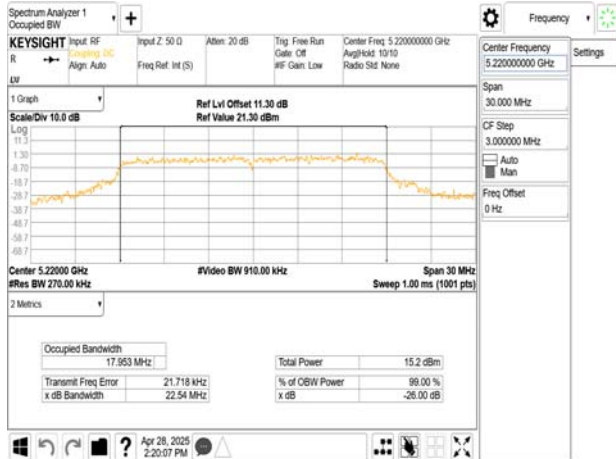 Spectrum Analyzer 1
Occupied BW
Frequency
KEYSIGHT
R
LVI
Input: RF
Coupling: DC
Align: Auto
Input Z: 50 Ω
Freq Ref: Int (S)
Atten: 20 dB
Trig: Free Run
Gate: Off
#IF Gain: Low
Center Freq: 5.220000000 GHz
Avg|Hold: 10/10
Radio Std: None
Center Frequency
5.220000000 GHz
Settings
Span
30.000 MHz
CF Step
3.000000 MHz
Auto
Man
Freq Offset
0 Hz
1 Graph
Scale/Div 10.0 dB
Ref Lvl Offset 11.30 dB
Ref Value 21.30 dBm
Log
11.3
1.30
-8.70
-18.7
-28.7
-38.7
-48.7
-58.7
-68.7
Center 5.22000 GHz
#Res BW 270.00 kHz
#Video BW 910.00 kHz
Span 30 MHz
Sweep 1.00 ms (1001 pts)
2 Metrics
Occupied Bandwidth
17.953 MHz
Total Power 15.2 dBm
Transmit Freq Error 21.718 kHz
% of OBW Power 99.00 %
x dB Bandwidth 22.54 MHz
x dB -26.00 dB
?
Apr 28, 2025
2:20:07 PM